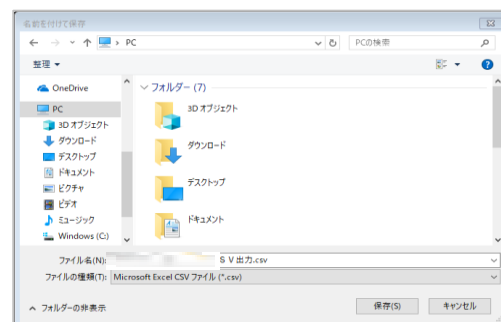 名前を付けて保存
PC
PCの検索
整理
OneDrive
PC
3D オブジェクト
ダウンロード
デスクトップ
ドキュメント
ピクチャ
ビデオ
ミュージック
Windows (C:)
フォルダー (7)
3D オブジェクト
ダウンロード
デスクトップ
ドキュメント
ファイル名(N): ＳＶ出力.csv
ファイルの種類(T): Microsoft Excel CSV ファイル (*.csv)
フォルダーの非表示
保存(S)
キャンセル